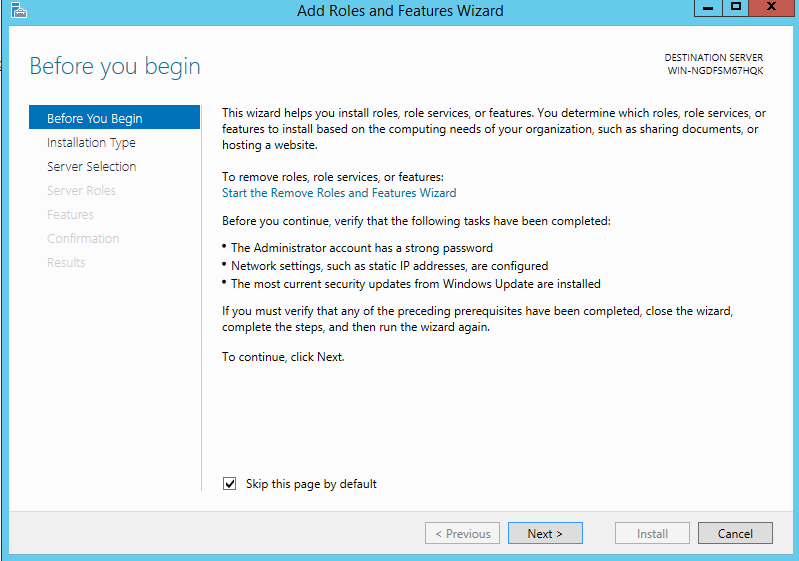 Add Roles and Features Wizard
Before you begin
DESTINATION SERVER
WIN-NGDFSM67HQK
Before You Begin
Installation Type
Server Selection
Server Roles
Features
Confirmation
Results
This wizard helps you install roles, role services, or features. You determine which roles, role services, or
features to install based on the computing needs of your organization, such as sharing documents, or
hosting a website.
To remove roles, role services, or features:
Start the Remove Roles and Features Wizard
Before you continue, verify that the following tasks have been completed:
• The Administrator account has a strong password
• Network settings, such as static IP addresses, are configured
• The most current security updates from Windows Update are installed
If you must verify that any of the preceding prerequisites have been completed, close the wizard,
complete the steps, and then run the wizard again.
To continue, click Next.
Skip this page by default
< Previous
Next >
Install
Cancel